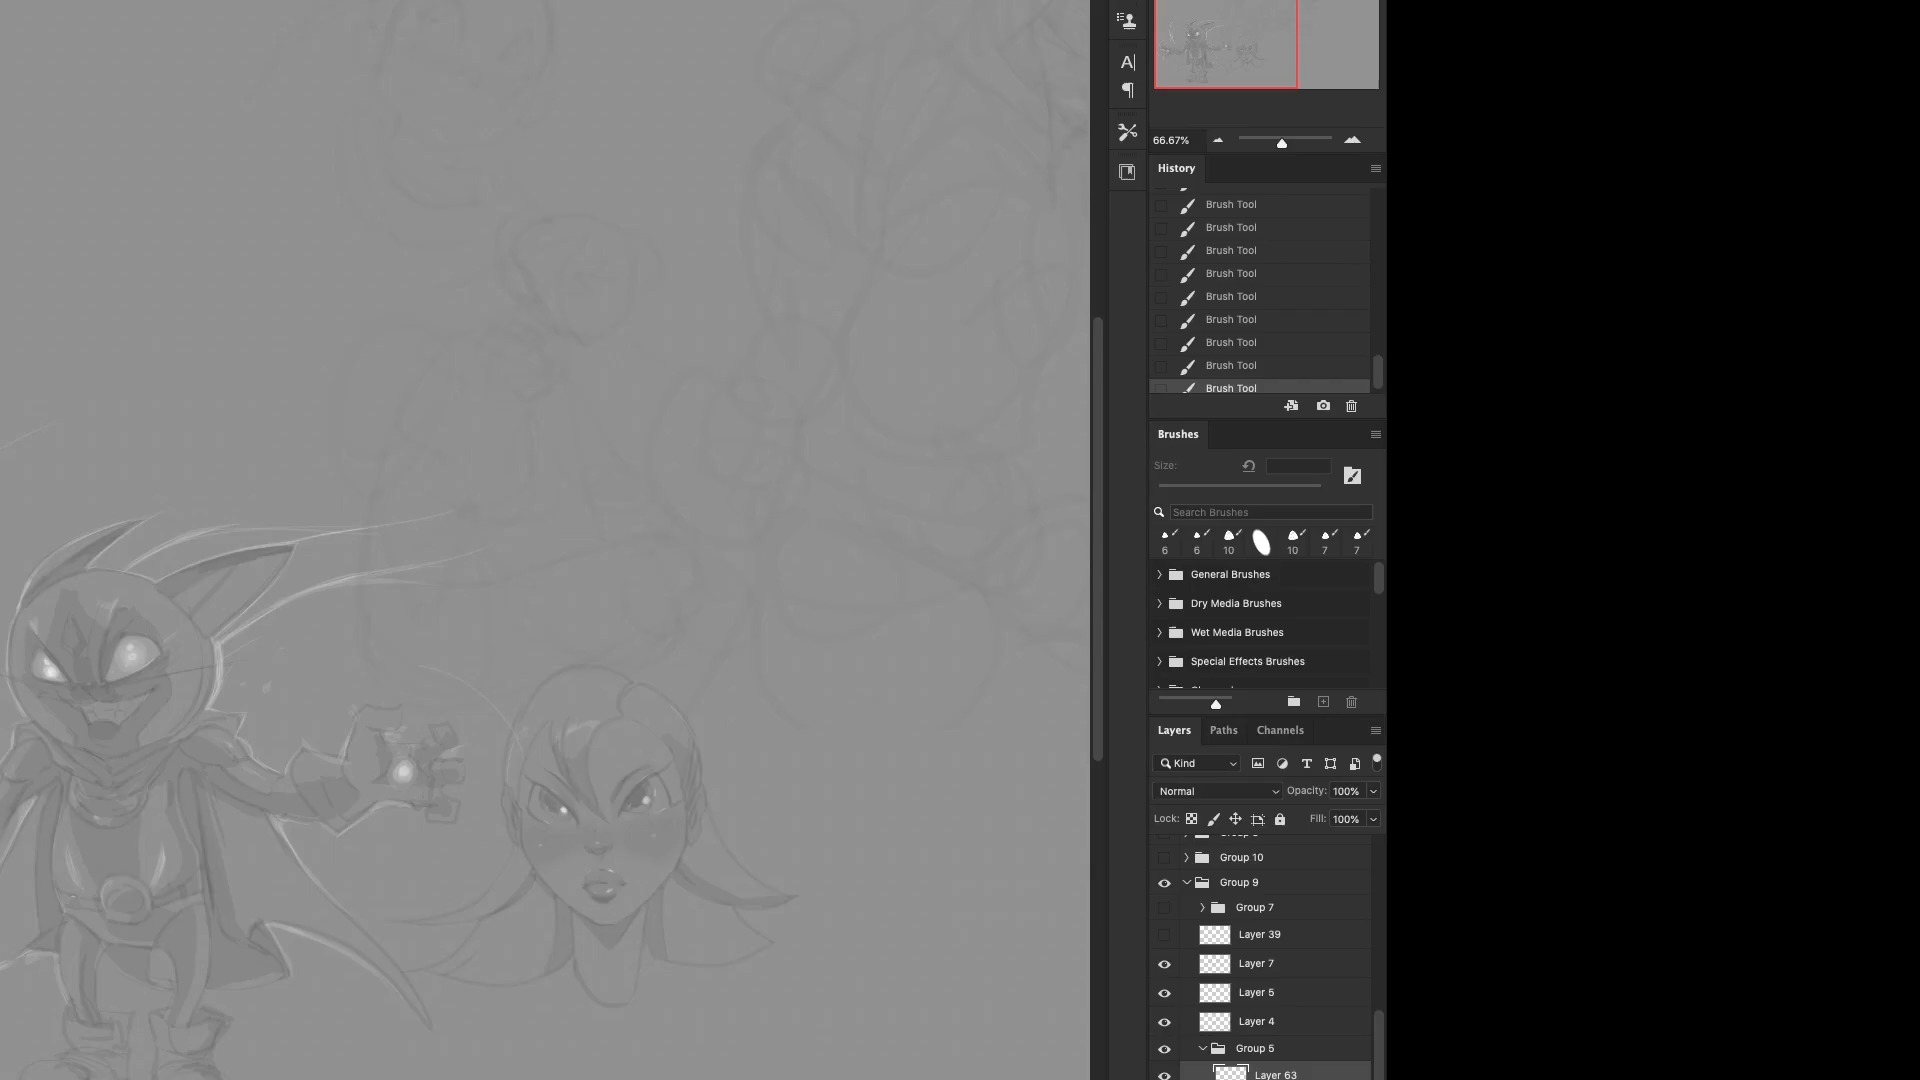 A|
66.67%
History
Brush Tool
Brush Tool
Brush Tool
Brush Tool
Brush Tool
Brush Tool
Brush Tool
Brush Tool
Brush Tool
Brushes
Size:
Search Brushes
6 6 10 10 7 7
General Brushes
Dry Media Brushes
Wet Media Brushes
Special Effects Brushes
Layers Paths Channels
Kind
Normal Opacity: 100%
Lock: Fill: 100%
Group 10
Group 9
Group 7
Layer 39
Layer 7
Layer 5
Layer 4
Group 5
Layer 63